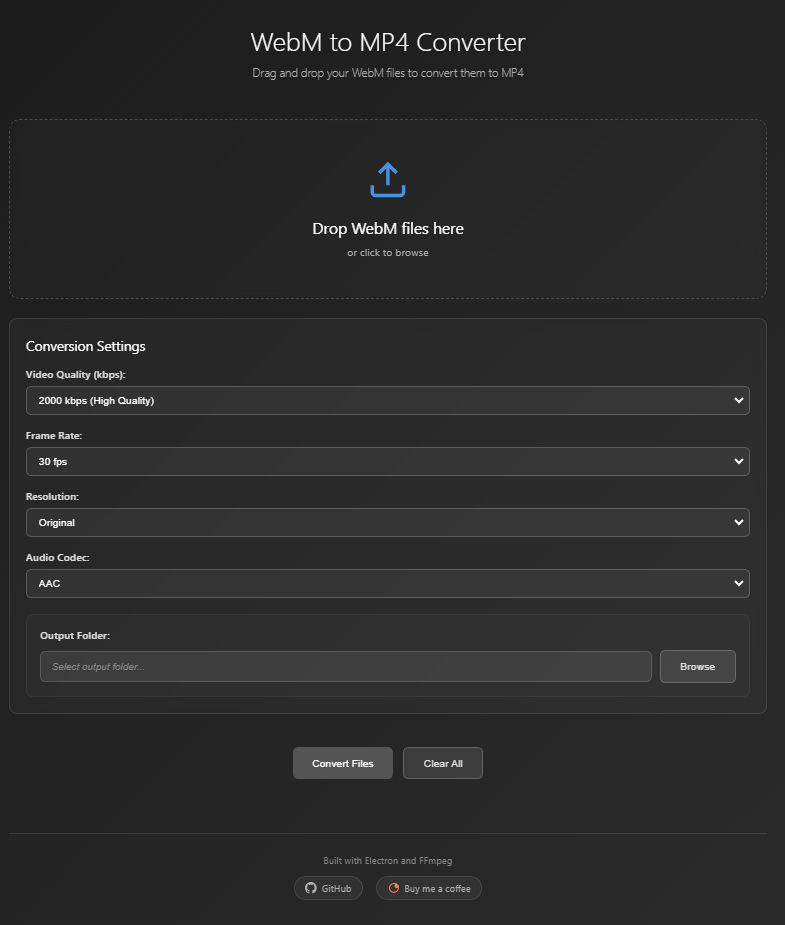 WebM to MP4 Converter
Drag and drop your WebM files to convert them to MP4
Drop WebM files here
or click to browse
Conversion Settings
Video Quality (kbps):
2000 kbps (High Quality)
Frame Rate:
30 fps
Resolution:
Original
Audio Codec:
AAC
Output Folder:
Select output folder...
Browse
Convert Files
Clear All
Built with Electron and FFmpeg
GitHub
Buy me a coffee